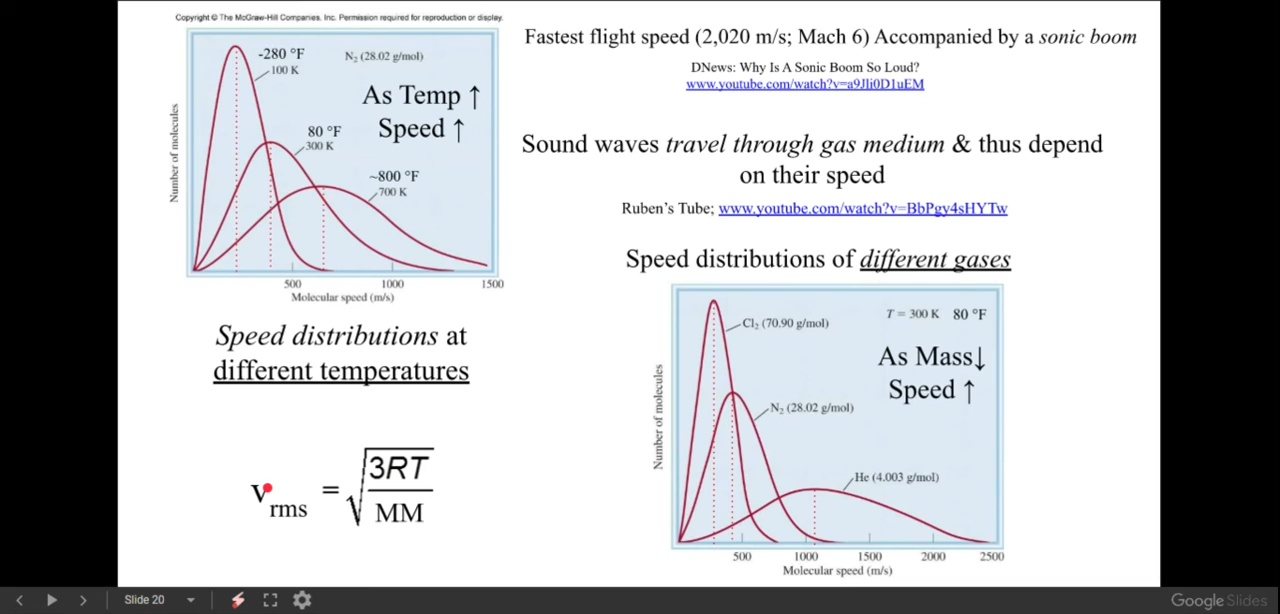 Copyright © The McGraw-Hill Companies, Inc. Permission required for reproduction or display.
-280 °F
100 K
N₂ (28.02 g/mol)
As Temp ↑
Speed ↑
80 °F
300 K
~800 °F
700 K
Number of molecules
500 1000 1500
Molecular speed (m/s)
Speed distributions at
different temperatures
v rms = √ 3RT / MM
Fastest flight speed (2,020 m/s; Mach 6) Accompanied by a sonic boom
DNews: Why Is A Sonic Boom So Loud?
www.youtube.com/watch?v=a9Jli0D1uEM
Sound waves travel through gas medium & thus depend
on their speed
Ruben’s Tube; www.youtube.com/watch?v=BbPgy4sHYTw
Speed distributions of different gases
Cl₂ (70.90 g/mol)
T = 300 K 80 °F
As Mass↓
Speed ↑
N₂ (28.02 g/mol)
He (4.003 g/mol)
Number of molecules
500 1000 1500 2000 2500
Molecular speed (m/s)
Slide 20
Google Slides